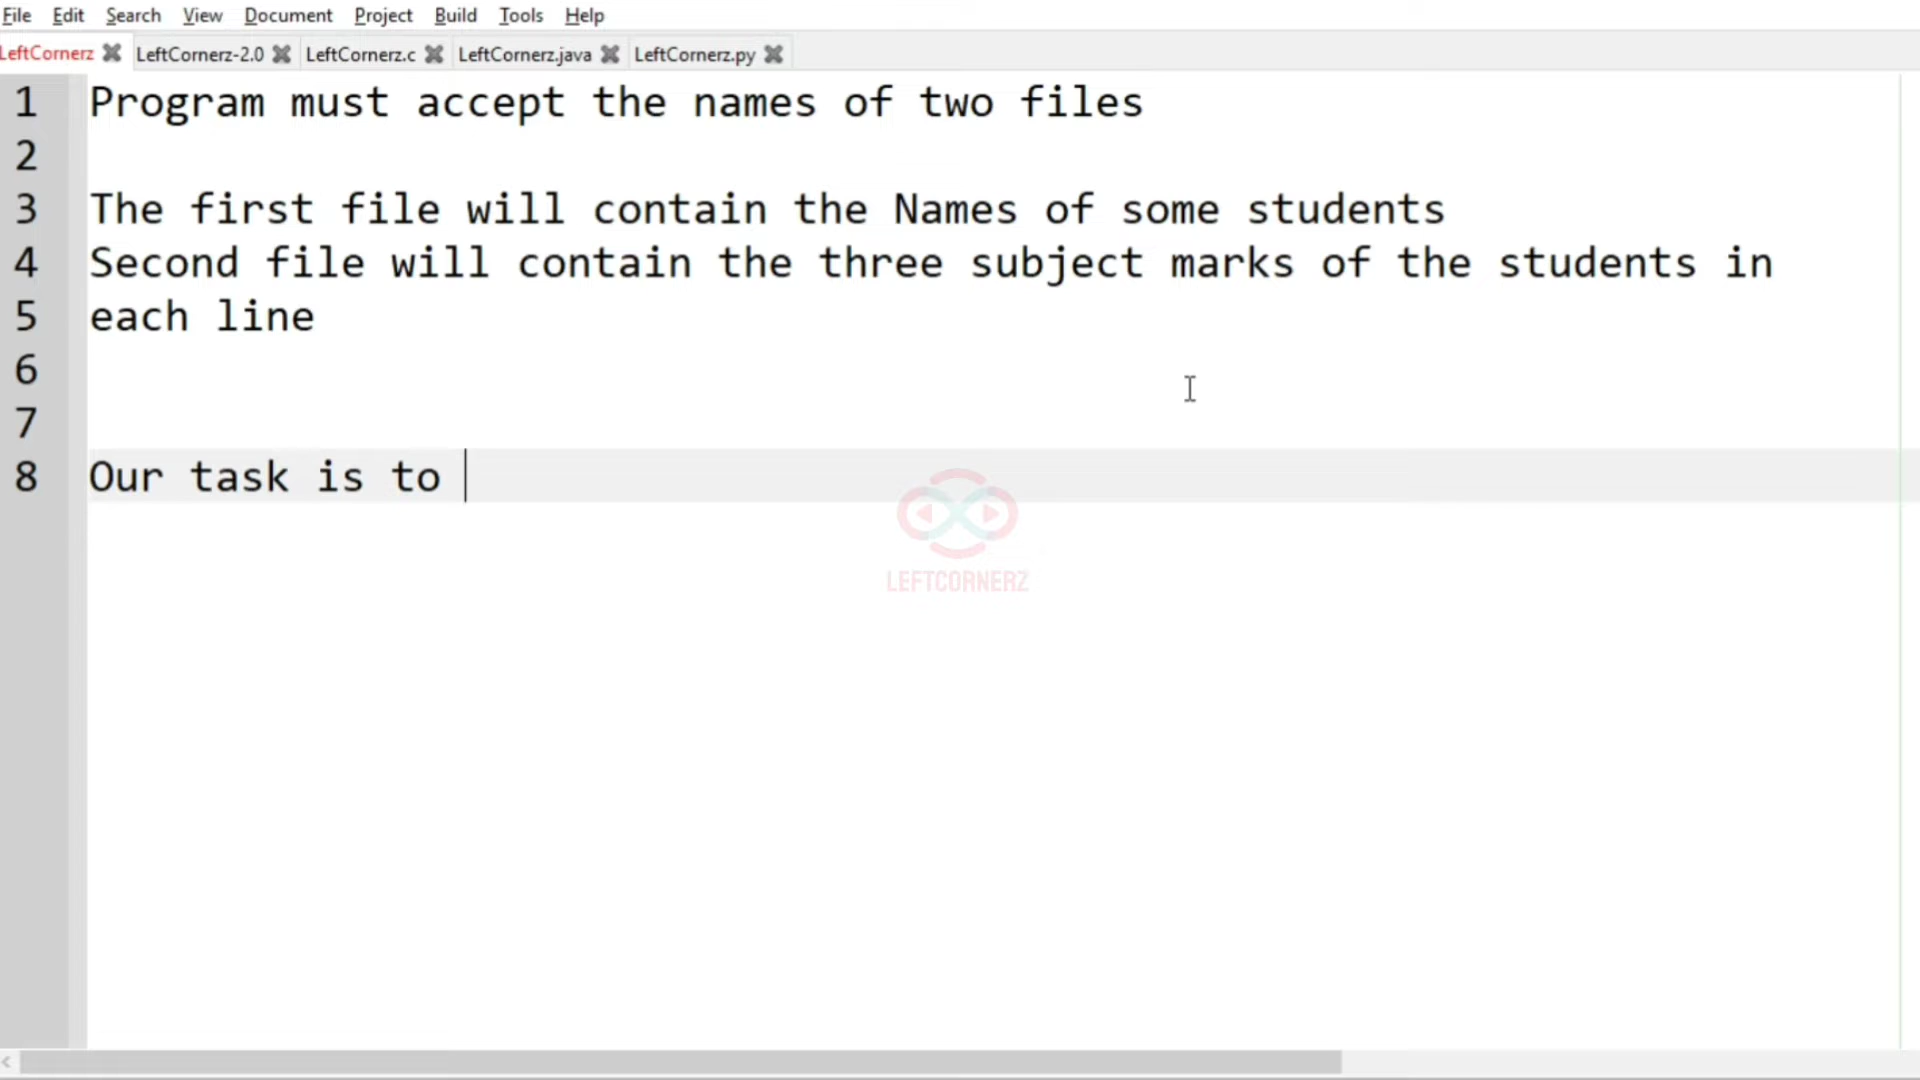 File Edit Search View Document Project Build Tools Help
LeftCornerz LeftCornerz-2.0 LeftCornerz.c LeftCornerz.java LeftCornerz.py
1 Program must accept the names of two files
2
3 The first file will contain the Names of some students
4 Second file will contain the three subject marks of the students in
5 each line
6
7
8 Our task is to
LEFTCORNERZ